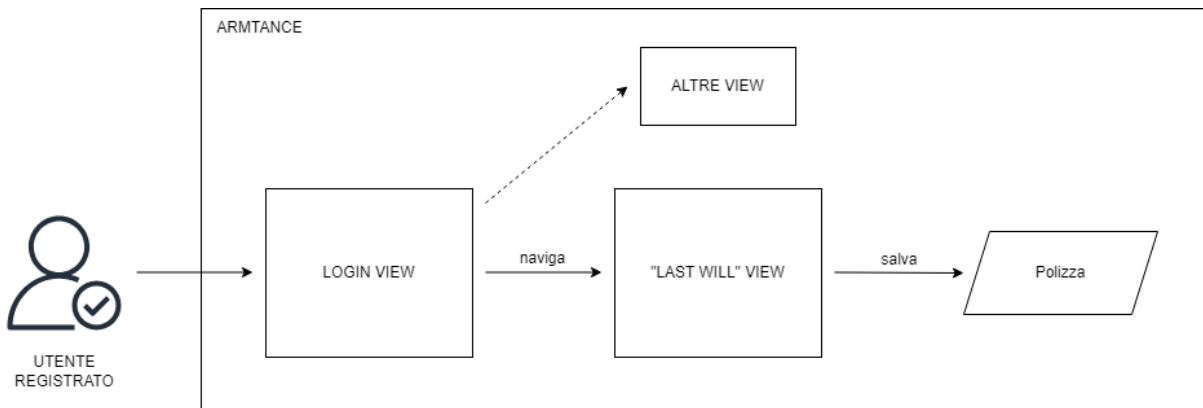 ARMTANCE
ALTRE VIEW
LOGIN VIEW
naviga
"LAST WILL" VIEW
salva
Polizza
UTENTE
REGISTRATO